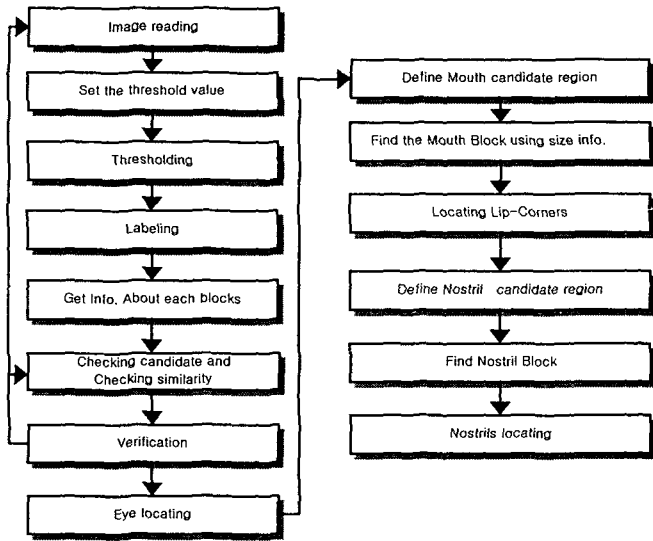 Image reading
Set the threshold value
Thresholding
Labeling
Get Info. About each blocks
Checking candidate and
Checking similarity
Verification
Eye locating
Define Mouth candidate region
Find the Mouth Block using size info.
Locating Lip-Corners
Define Nostril candidate region
Find Nostril Block
Nostrils locating